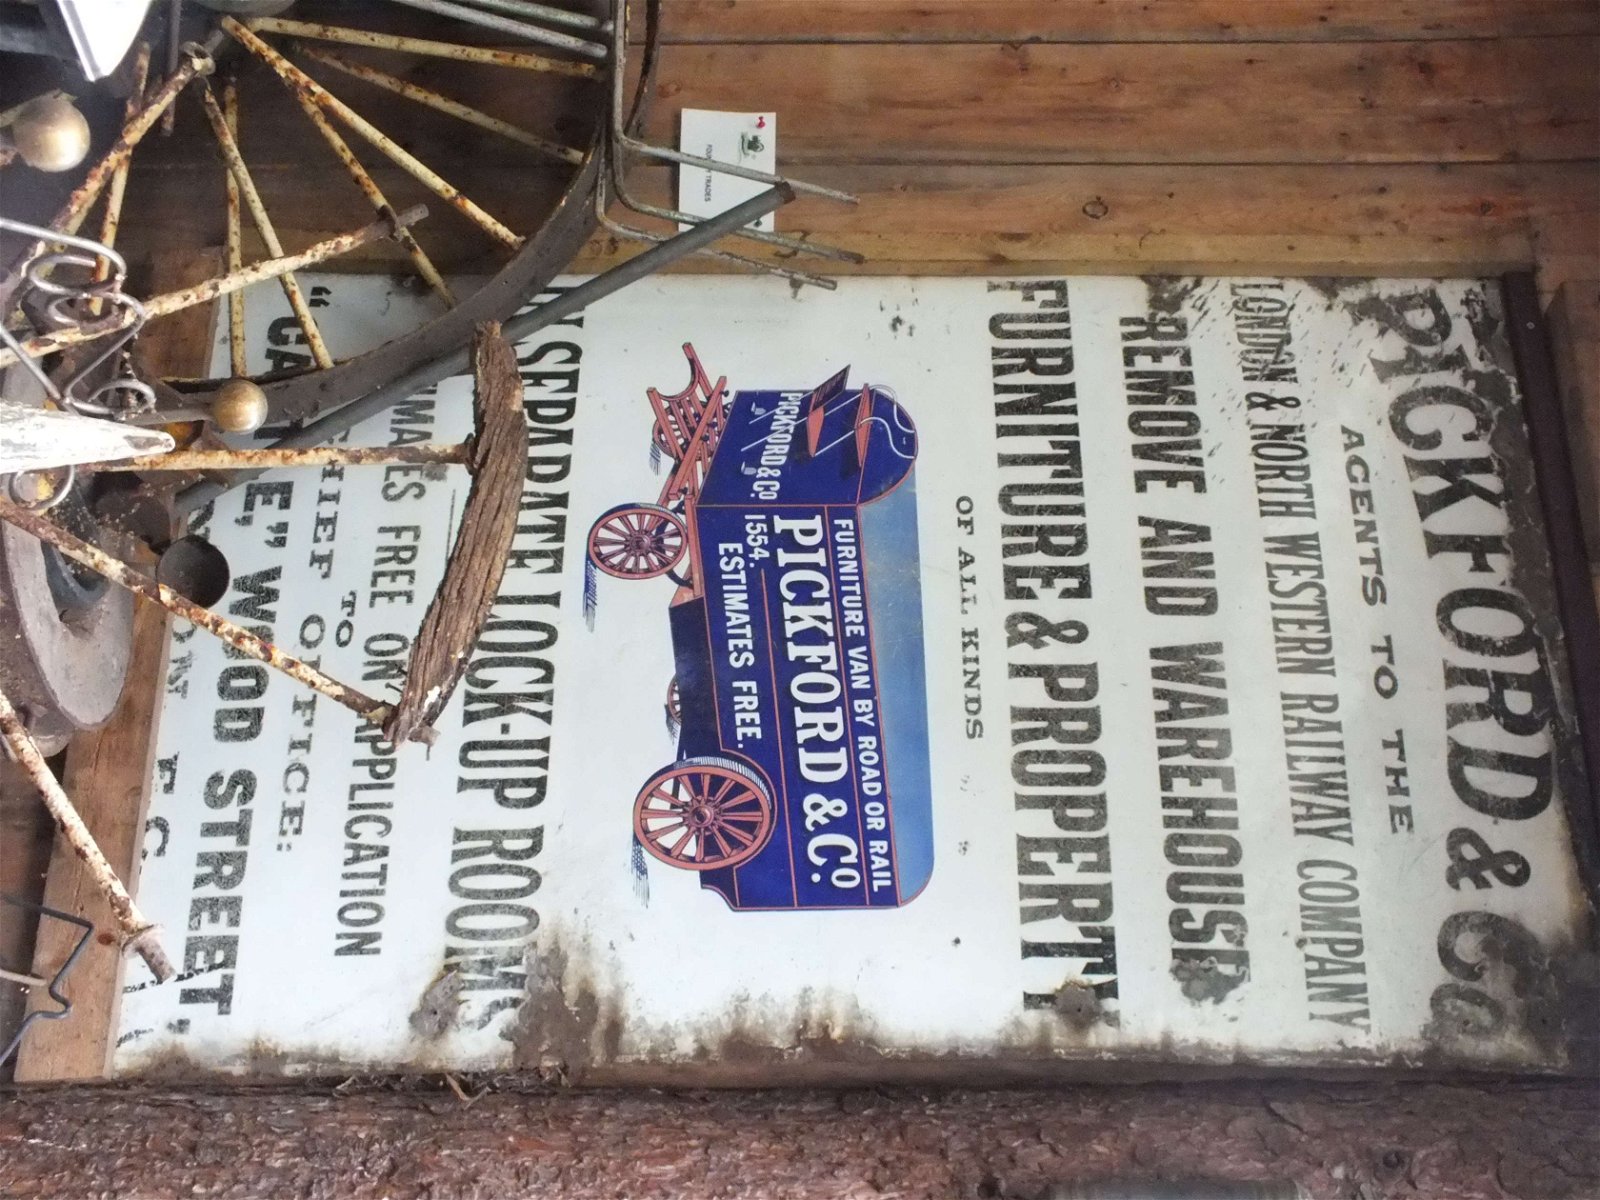 PICKFORD & Co
AGENTS TO THE
LONDON & NORTH WESTERN RAILWAY COMPANY
REMOVE AND WAREHOUSE
FURNITURE & PROPERTY
OF ALL KINDS
FURNITURE VAN BY ROAD OR RAIL
PICKFORD & Co.
PICKFORD & Co
1554.
ESTIMATES FREE.
IN SEPARATE LOCK-UP ROOMS
FREE ON APPLICATION
TO
CHIEF OFFICE:
WOOD STREET,
E.C.
TRADES